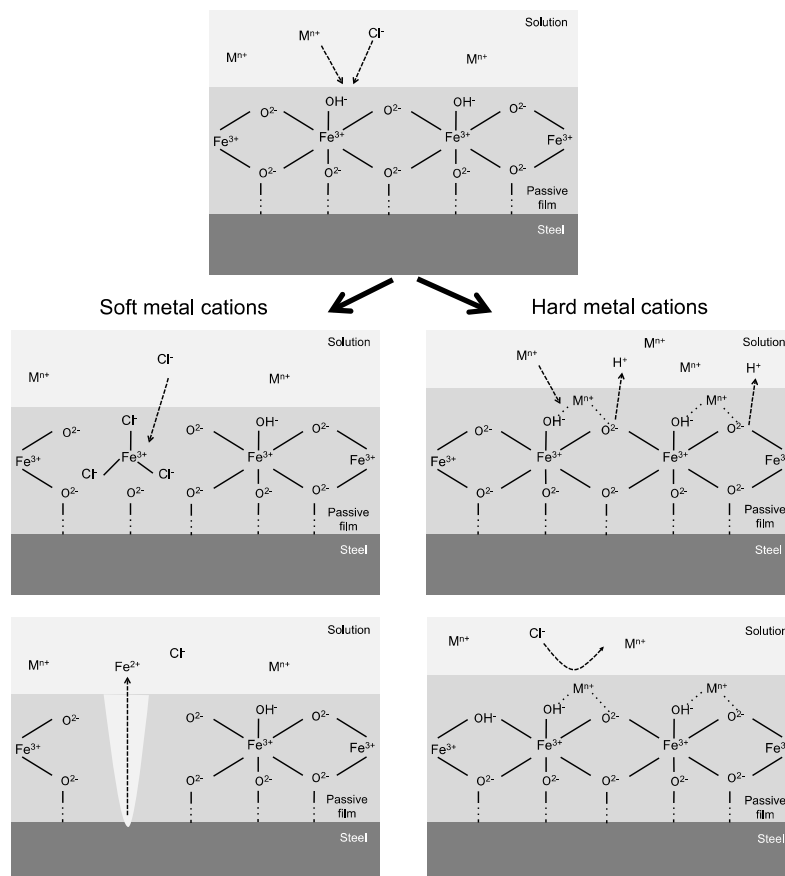 Solution
Mⁿ⁺ Cl⁻
Mⁿ⁺ Mⁿ⁺
O²⁻ OH⁻ O²⁻ OH⁻ O²⁻
Fe³⁺ Fe³⁺ Fe³⁺ Fe³⁺
O²⁻ O²⁻ O²⁻ O²⁻ O²⁻
Passive
film
Steel
Soft metal cations
Hard metal cations
Solution
Cl⁻
Mⁿ⁺ Mⁿ⁺
Cl⁻ OH⁻
O²⁻ O²⁻ O²⁻
Fe³⁺ Fe³⁺ Fe³⁺ Fe³⁺
Cl⁻ Cl⁻
O²⁻ O²⁻ O²⁻ O²⁻ O²⁻
Passive
film
Steel
Mⁿ⁺ Solution
Mⁿ⁺ H⁺ Mⁿ⁺ H⁺
Mⁿ⁺ Mⁿ⁺
O²⁻ OH⁻ O²⁻ OH⁻ O²⁻
Fe³⁺ Fe³⁺ Fe³⁺ Fe³⁺
O²⁻ O²⁻ O²⁻ O²⁻ O²⁻
Passive
film
Steel
Solution
Cl⁻
Mⁿ⁺ Fe²⁺ Mⁿ⁺
OH⁻
O²⁻ O²⁻ O²⁻
Fe³⁺ Fe³⁺ Fe³⁺
O²⁻ O²⁻ O²⁻ O²⁻
Passive
film
Steel
Solution
Mⁿ⁺ Cl⁻ Mⁿ⁺
Mⁿ⁺ Mⁿ⁺
OH⁻ OH⁻ O²⁻ OH⁻ O²⁻
Fe³⁺ Fe³⁺ Fe³⁺ Fe³⁺
O²⁻ O²⁻ O²⁻ O²⁻ O²⁻
Passive
film
Steel